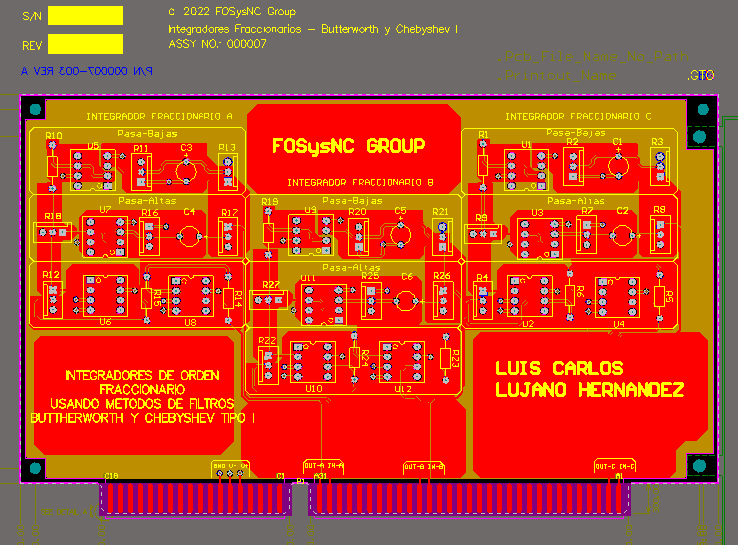 S/N
© 2022 FOSysNC Group
Integradores Fraccionarios - Butterworth y Chebyshev I
REV
ASSY NO.: 000007
P/N 000007-003 REV A
.Pcb_File_Name_No_Path
.Printout_Name
.GTO
INTEGRADOR FRACCIONARIO A
INTEGRADOR FRACCIONARIO C
FOSysNC GROUP
INTEGRADOR FRACCIONARIO B
Pasa-Bajas
Pasa-Bajas
R10 U5 R11 C3 R13
R1 U1 R2 C1 R3
Pasa-Altas
Pasa-Bajas
Pasa-Altas
R18 U7 R16 C4 R17
R19 U9 R20 C5 R21
R9 U3 R7 C2 R8
Pasa-Altas
R12 U6 R15 U8 R14
R27 U11 R25 C6 R26
R4 U2 R6 U4 R5
R22 U10 R24 U12 R23
INTEGRADORES DE ORDEN
FRACCIONARIO
USANDO METODOS DE FILTROS
BUTTHERWORTH Y CHEBYSHEV TIPO I
LUIS CARLOS
LUJANO HERNANDEZ
GND V- V+
OUT-A IN-A
OUT-B IN-B
OUT-C IN-C
C18 C1 B1 A31 A1